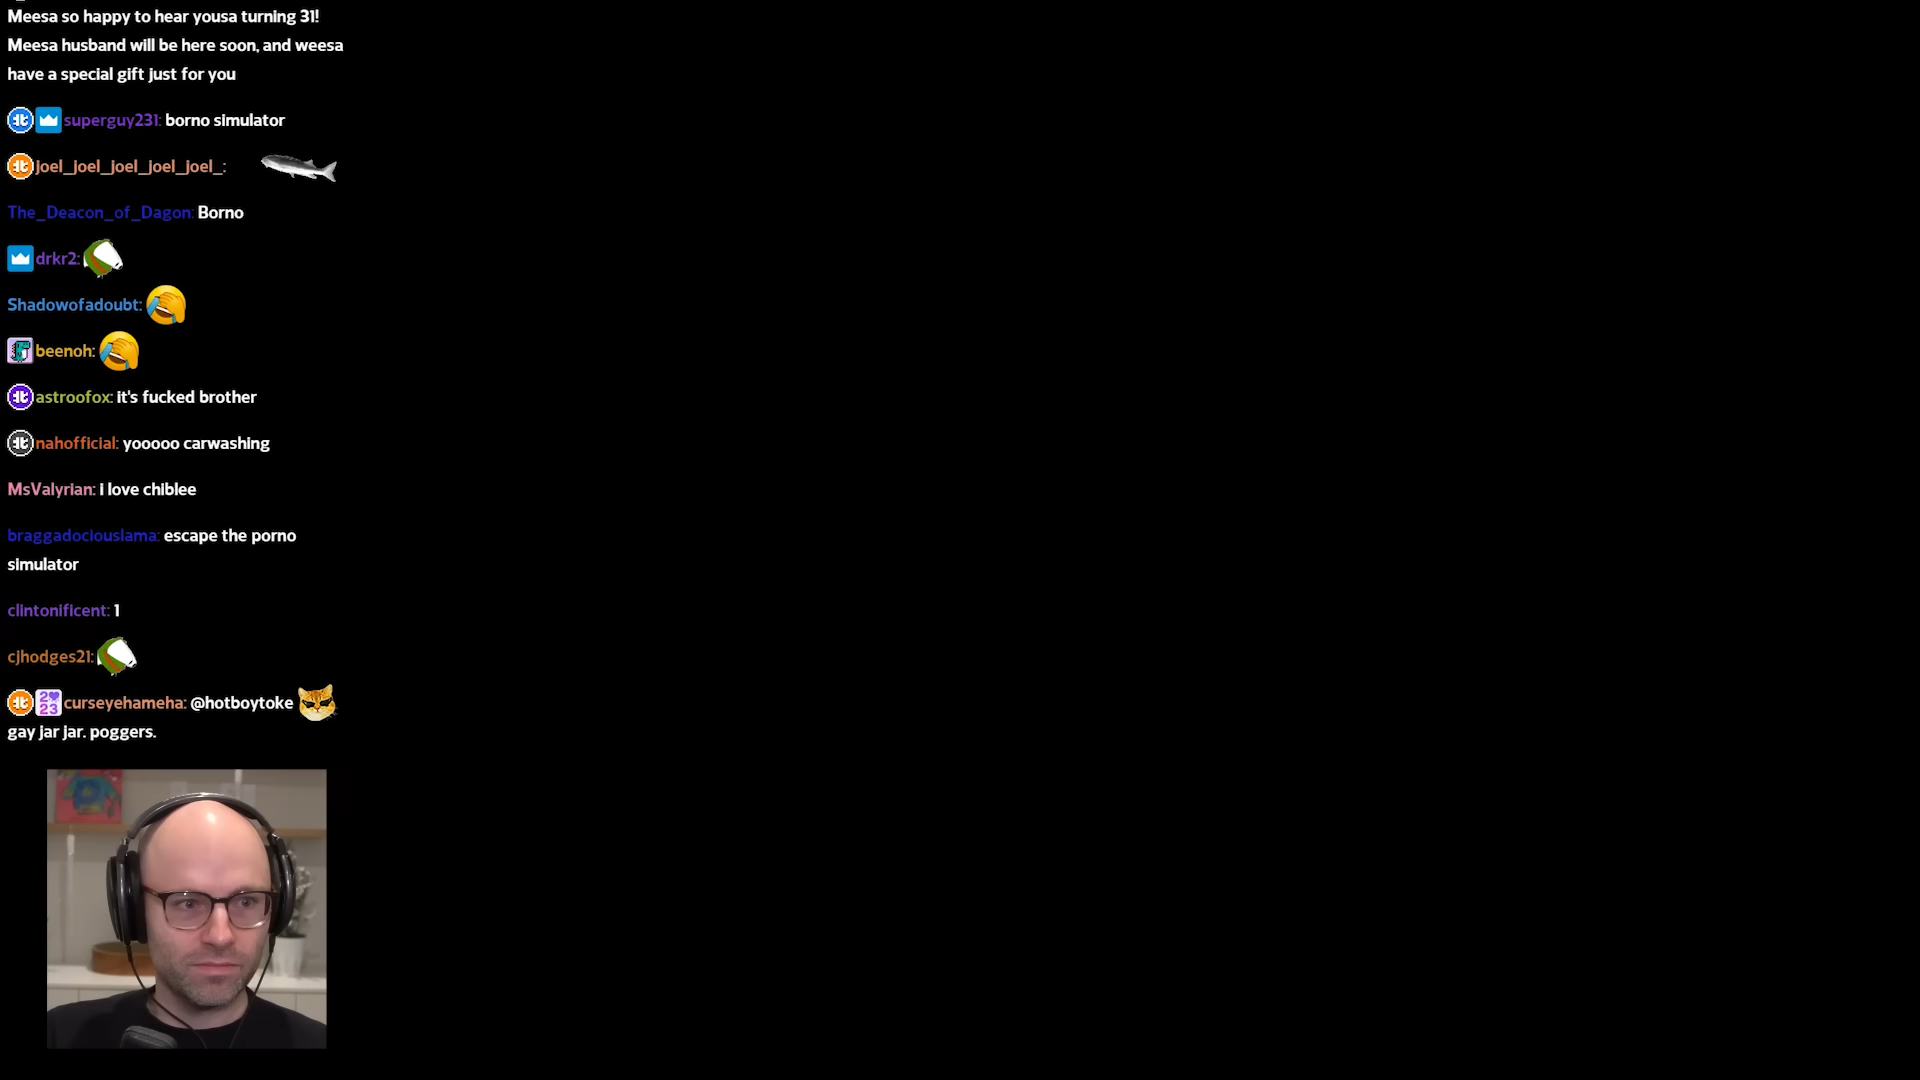 Meesa so happy to hear yousa turning 31!
Meesa husband will be here soon, and weesa
have a special gift just for you
superguy231: borno simulator
joel_joel_joel_joel_joel_:
The_Deacon_of_Dagon: Borno
drkr2:
Shadowofadoubt:
beenoh:
astroofox: it's fucked brother
nahofficial: yooooo carwashing
MsValyrian: i love chiblee
braggadociouslama: escape the porno
simulator
clintonificent: 1
cjhodges21:
2 23 curseyehameha: @hotboytoke
gay jar jar. poggers.